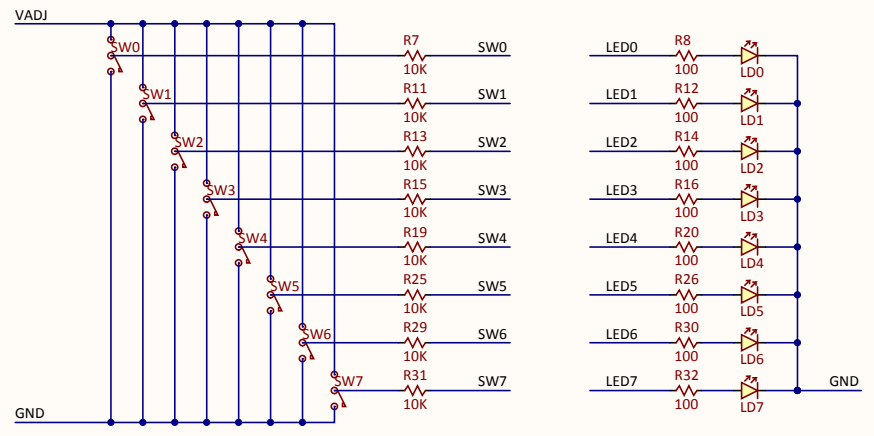 VADJ
SW0 R7 SW0 LED0 R8
10K 100 LD0
SW1 R11 SW1 LED1 R12
10K 100 LD1
SW2 R13 SW2 LED2 R14
10K 100 LD2
SW3 R15 SW3 LED3 R16
10K 100 LD3
SW4 R19 SW4 LED4 R20
10K 100 LD4
SW5 R25 SW5 LED5 R26
10K 100 LD5
SW6 R29 SW6 LED6 R30
10K 100 LD6
SW7 R31 SW7 LED7 R32 GND
10K 100 LD7
GND